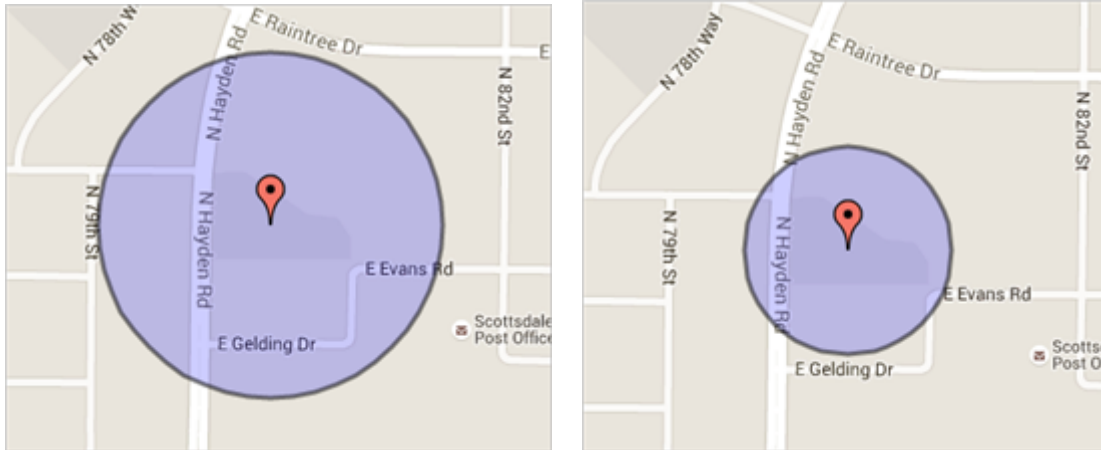 N 78th W
E Raintree Dr
E
N Hayden Rd
N 82nd St
N 79th St
N Hayden Rd
E Evans Rd
E Gelding Dr
Scottsdale
Post Office
N 78th Way
E Raintree Dr
N Hayden Rd
N 82nd St
N 79th St
N Hayden Rd
E Evans Rd
E Gelding Dr
Scotts
Post O